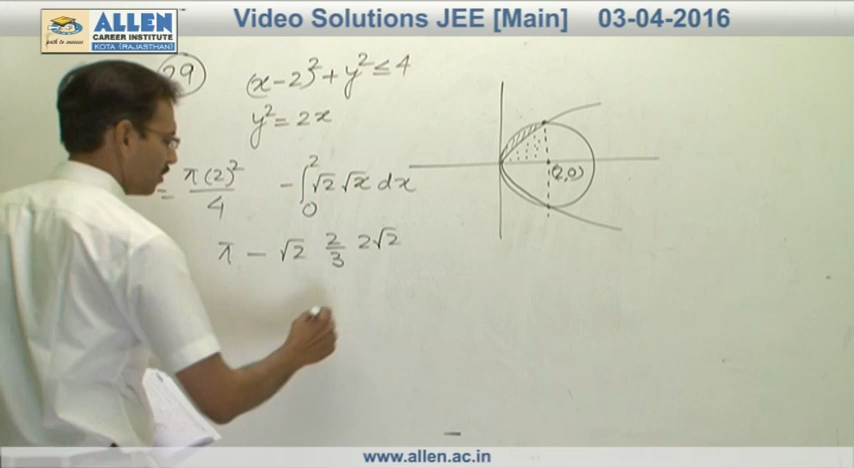 Video Solutions JEE [Main] 03-04-2016
ALLEN
CAREER INSTITUTE
KOTA (RAJASTHAN)
path to success
29
(x-2)² + y² ≤ 4
y² = 2x
= π(2)²/4 - ∫₀² √2 √x dx
π - √2 2/3 2√2
(2,0)
www.allen.ac.in